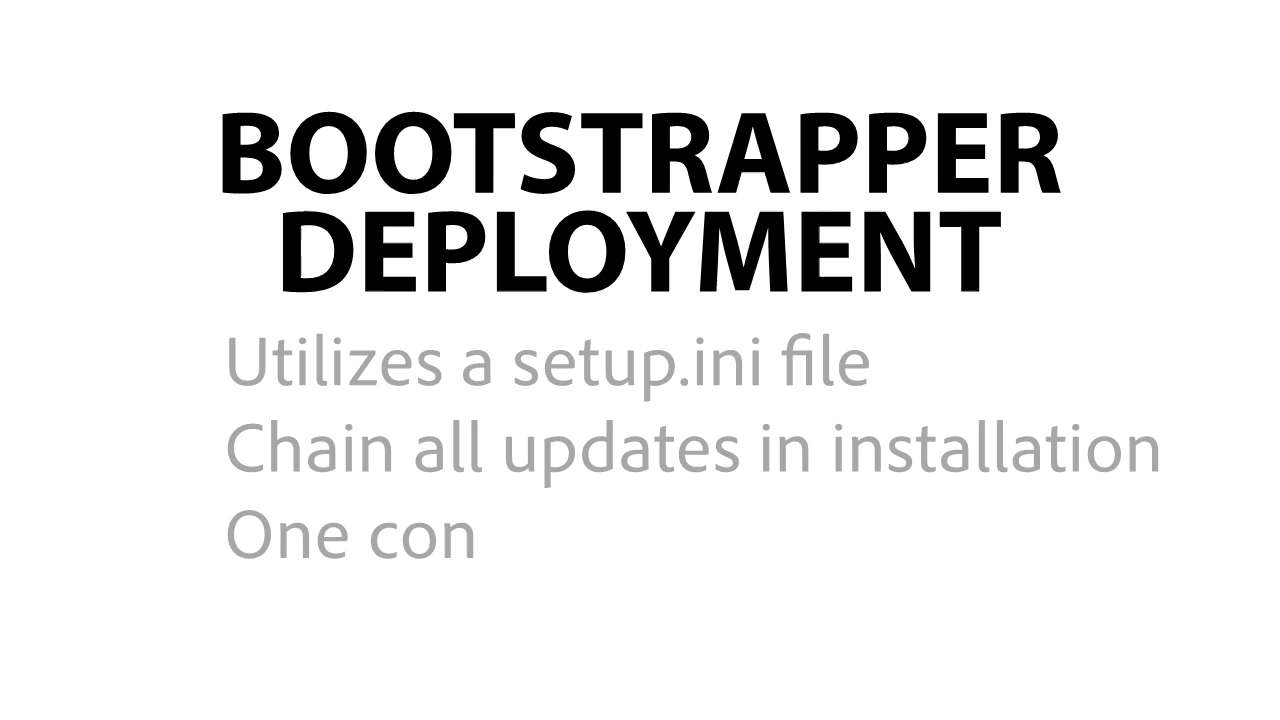 BOOTSTRAPPER
DEPLOYMENT
Utilizes a setup.ini file
Chain all updates in installation
One con